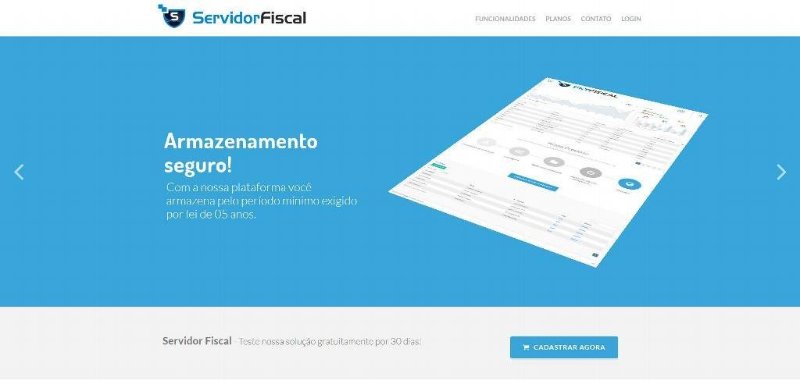 S ServidorFiscal
FUNCIONALIDADES PLANOS CONTATO LOGIN
Armazenamento
seguro!
Com a nossa plataforma você
armazena pelo período mínimo exigido
por lei de 05 anos.
Servidor Fiscal - Teste nossa solução gratuitamente por 30 dias!
CADASTRAR AGORA